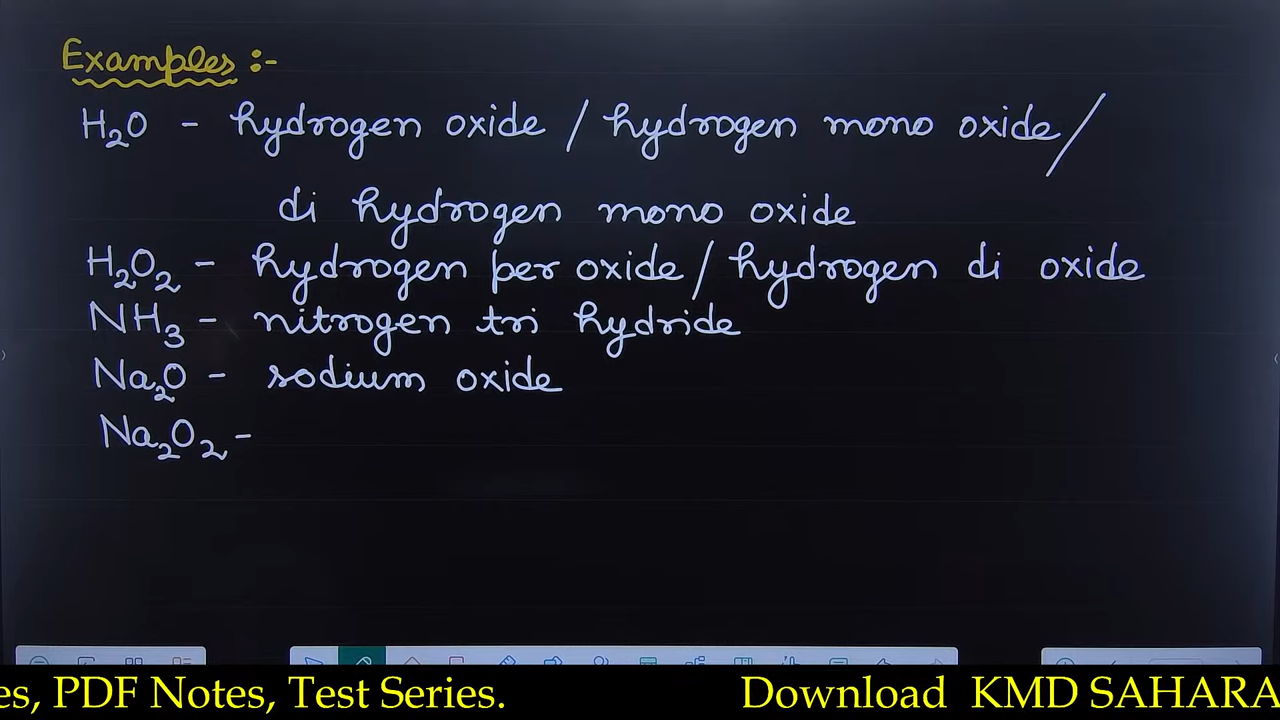 Examples :-
H₂O - hydrogen oxide / hydrogen mono oxide /
di hydrogen mono oxide
H₂O₂ - hydrogen per oxide / hydrogen di oxide
NH₃ - nitrogen tri hydride
Na₂O - sodium oxide
Na₂O₂ -
es, PDF Notes, Test Series. Download KMD SAHARA